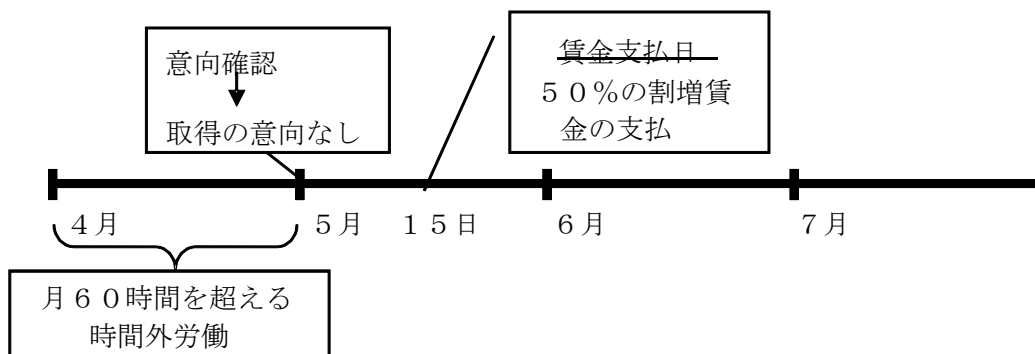 意向確認
取得の意向なし
賃金支払日
５０％の割増賃
金の支払
４月
５月
１５日
６月
７月
月６０時間を超える
時間外労働